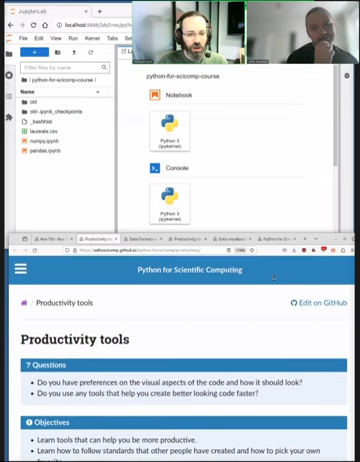 JupyterLab
localhost:8888/lab/tree/pytho
File Edit View Run Kernel Tabs
Filter files by name
/ python-for-scicomp-course /
Name
old
old-.ipynb_checkpoints
_bashhist
laureate.csv
numpy.ipynb
pandas.ipynb
python-for-scicomp-course
Notebook
Python 3
(ipykernel)
Console
Python 3
(ipykernel)
Productivity tool
Python for Sci
Python for Scientific Computing
/ Productivity tools
Edit on GitHub
Productivity tools
? Questions
• Do you have preferences on the visual aspects of the code and how it should look?
• Do you use any tools that help you create better looking code faster?
Objectives
• Learn tools that can help you be more productive.
• Learn how to follow standards that other people have created and how to pick your own